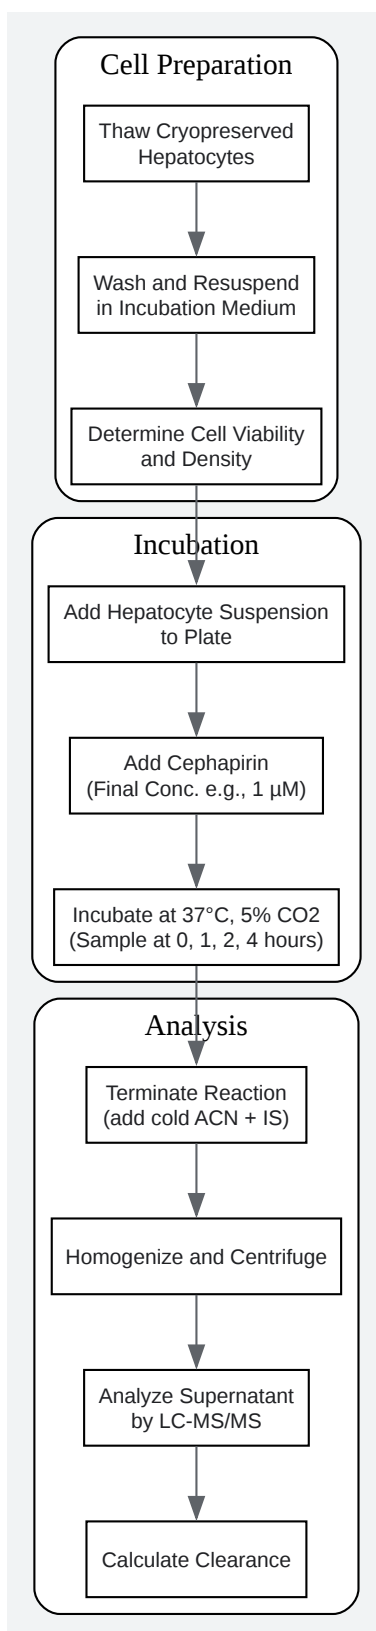 Cell Preparation
Thaw Cryopreserved
Hepatocytes
Wash and Resuspend
in Incubation Medium
Determine Cell Viability
and Density
Incubation
Add Hepatocyte Suspension
to Plate
Add Cephapirin
(Final Conc. e.g., 1 µM)
Incubate at 37°C, 5% CO2
(Sample at 0, 1, 2, 4 hours)
Analysis
Terminate Reaction
(add cold ACN + IS)
Homogenize and Centrifuge
Analyze Supernatant
by LC-MS/MS
Calculate Clearance